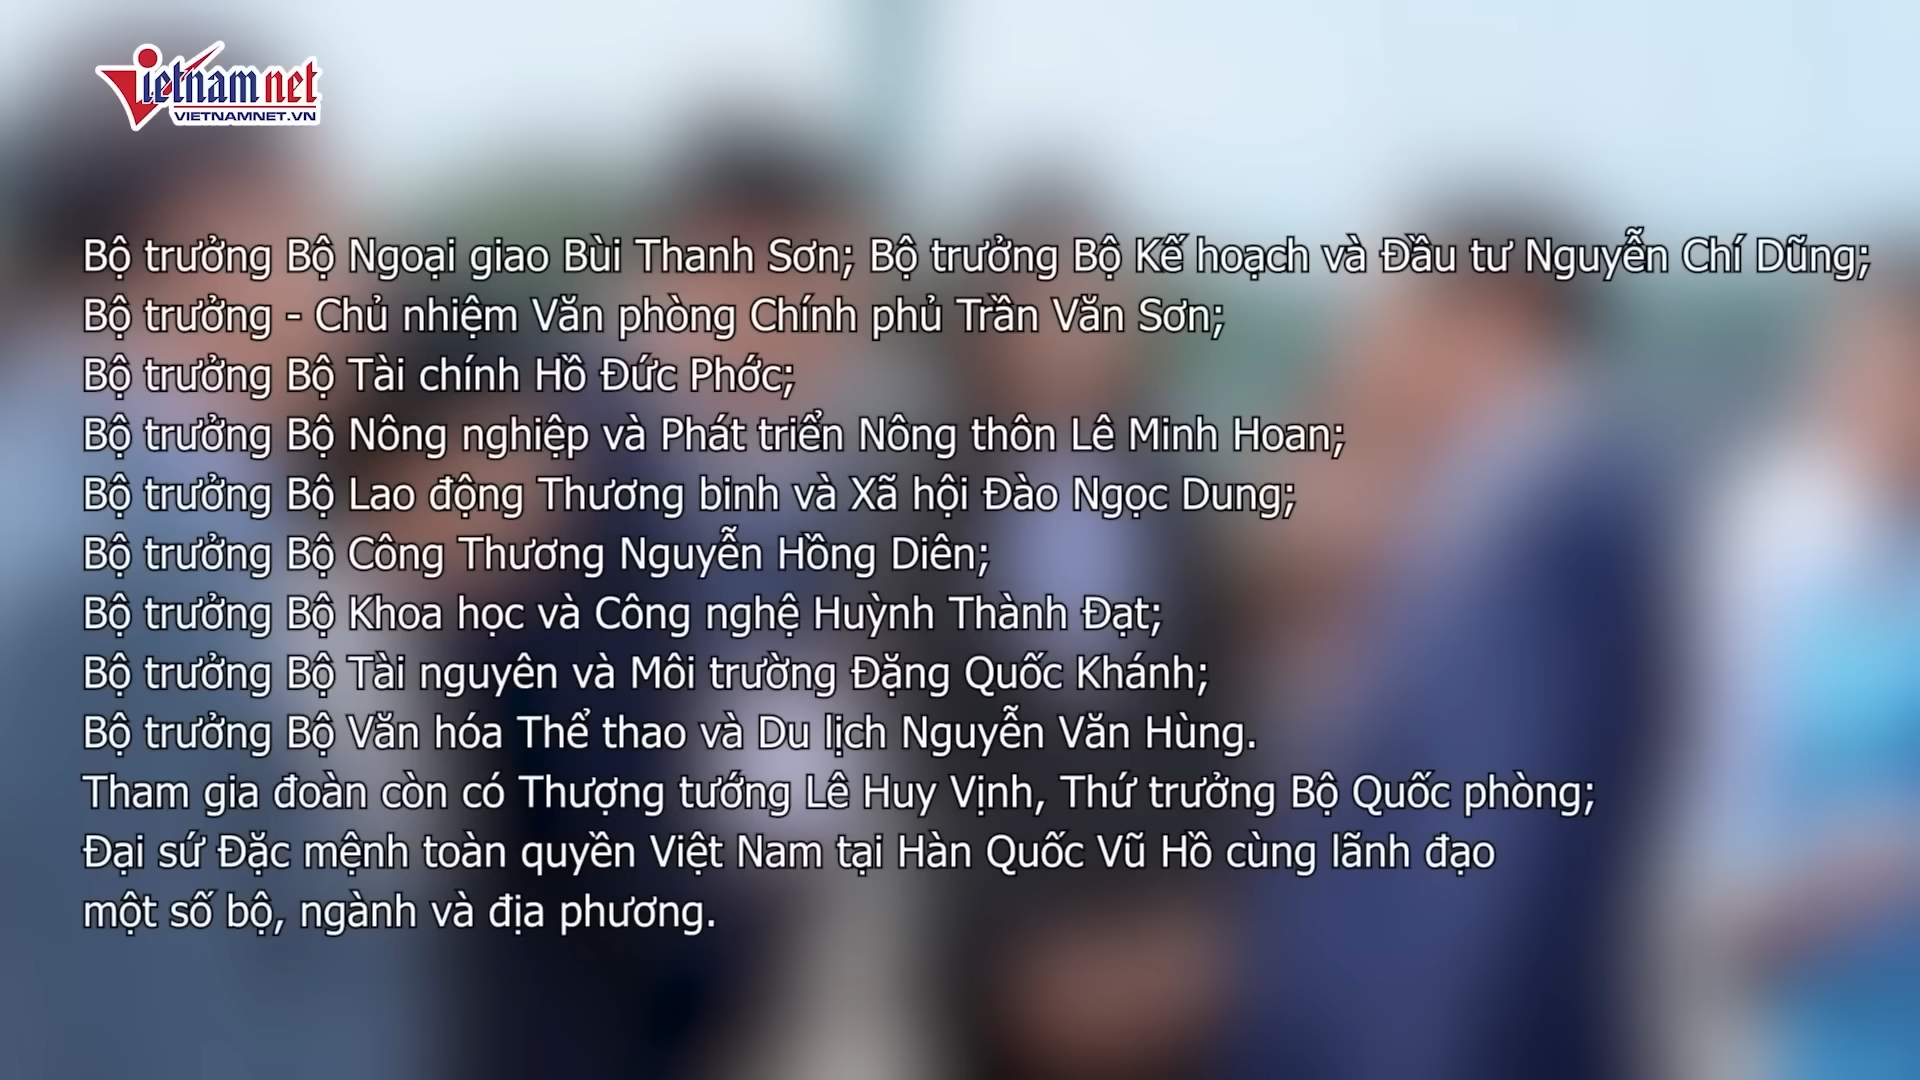 vietnamnet
VIETNAMNET.VN
Bộ trưởng Bộ Ngoại giao Bùi Thanh Sơn; Bộ trưởng Bộ Kế hoạch và Đầu tư Nguyễn Chí Dũng;
Bộ trưởng - Chủ nhiệm Văn phòng Chính phủ Trần Văn Sơn;
Bộ trưởng Bộ Tài chính Hồ Đức Phớc;
Bộ trưởng Bộ Nông nghiệp và Phát triển Nông thôn Lê Minh Hoan;
Bộ trưởng Bộ Lao động Thương binh và Xã hội Đào Ngọc Dung;
Bộ trưởng Bộ Công Thương Nguyễn Hồng Diên;
Bộ trưởng Bộ Khoa học và Công nghệ Huỳnh Thành Đạt;
Bộ trưởng Bộ Tài nguyên và Môi trường Đặng Quốc Khánh;
Bộ trưởng Bộ Văn hóa Thể thao và Du lịch Nguyễn Văn Hùng.
Tham gia đoàn còn có Thượng tướng Lê Huy Vịnh, Thứ trưởng Bộ Quốc phòng;
Đại sứ Đặc mệnh toàn quyền Việt Nam tại Hàn Quốc Vũ Hồ cùng lãnh đạo
một số bộ, ngành và địa phương.